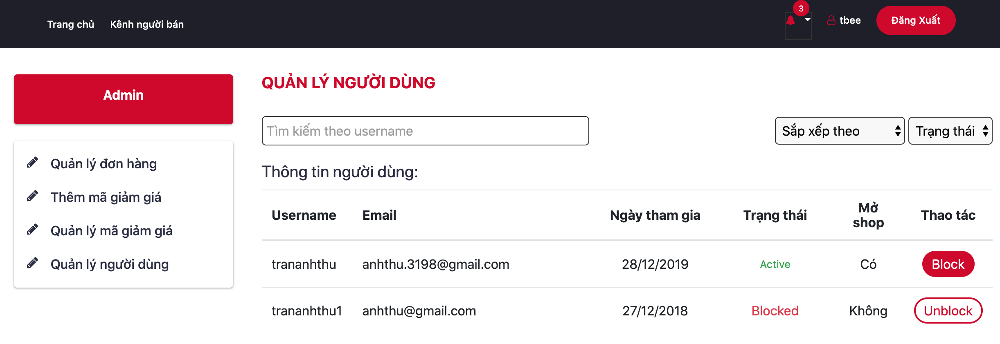 Trang chủ Kênh người bán 3 tbee Đăng Xuất
Admin
Quản lý đơn hàng
Thêm mã giảm giá
Quản lý mã giảm giá
Quản lý người dùng
QUẢN LÝ NGƯỜI DÙNG
Tìm kiếm theo username Sắp xếp theo Trạng thái
Thông tin người dùng:
Username Email Ngày tham gia Trạng thái Mở shop Thao tác
trananhthu anhthu.3198@gmail.com 28/12/2019 Active Có Block
trananhthu1 anhthu@gmail.com 27/12/2018 Blocked Không Unblock